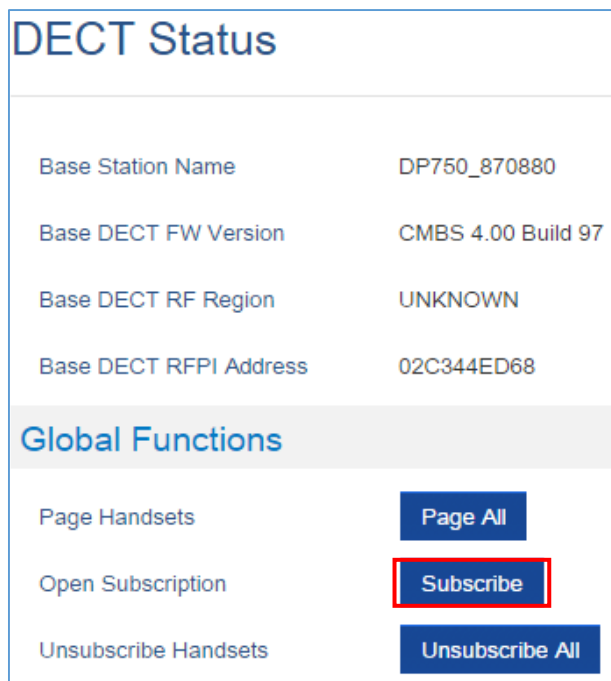 DECT Status
Base Station Name DP750_870880
Base DECT FW Version CMBS 4.00 Build 97
Base DECT RF Region UNKNOWN
Base DECT RFPI Address 02C344ED68
Global Functions
Page Handsets Page All
Open Subscription Subscribe
Unsubscribe Handsets Unsubscribe All